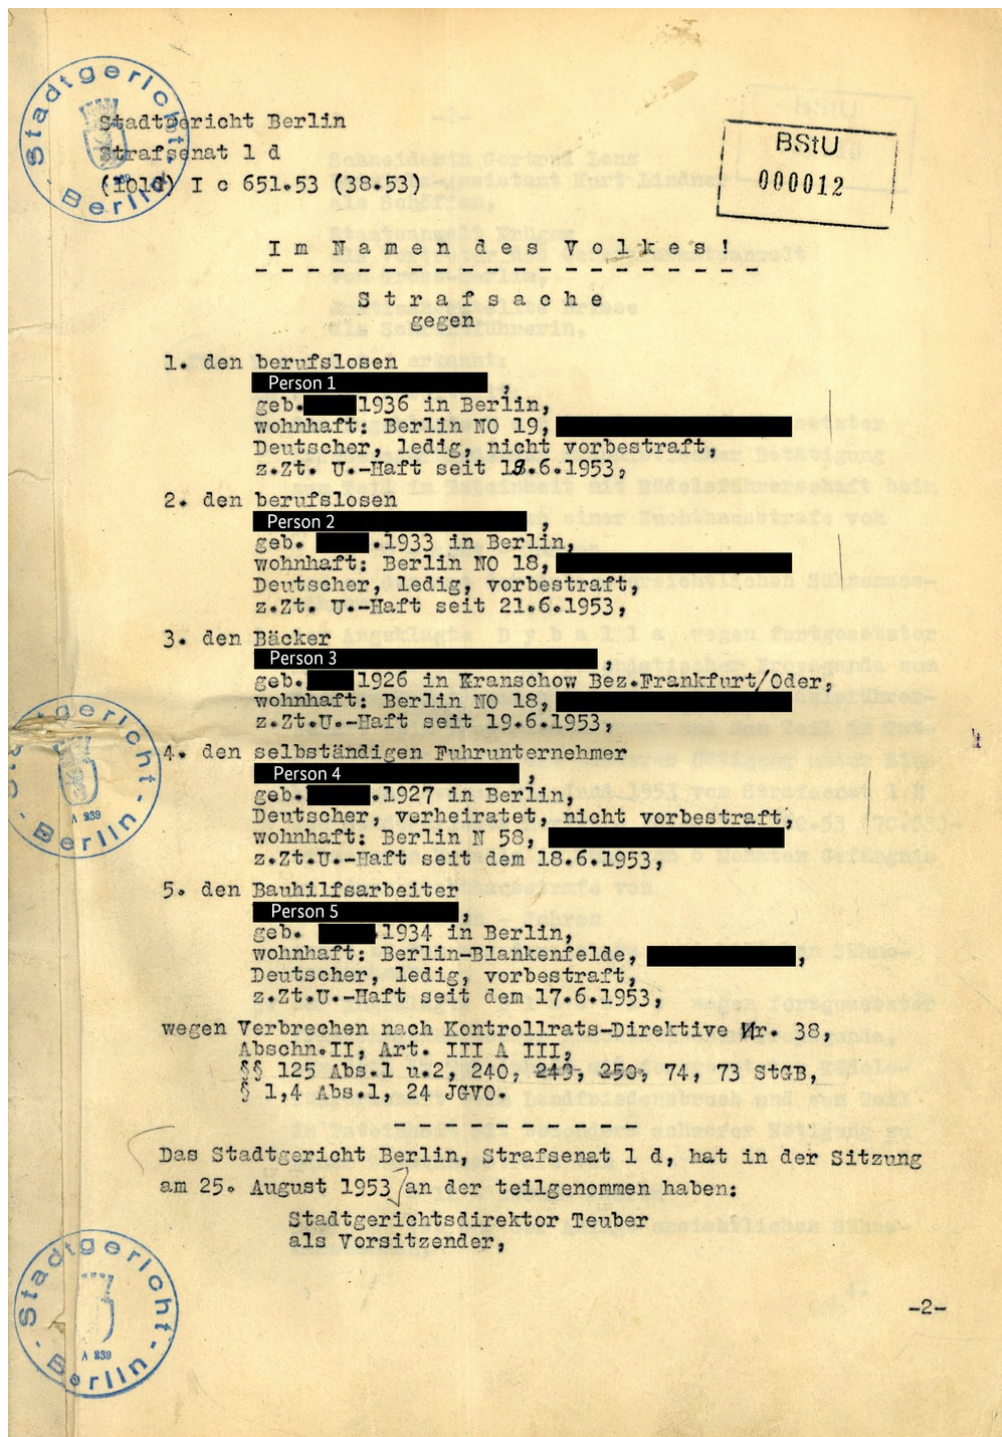 Stadtgericht Berlin
Strafsenat 1 d
(101d) I c 651.53 (38.53)
Stadtgericht
Berlin
BStU
000012
Im Namen des Volkes!
Strafsache
gegen
1. den berufslosen
Person 1 ,
geb. 1936 in Berlin,
wohnhaft: Berlin NO 19,
Deutscher, ledig, nicht vorbestraft,
z.Zt. U.-Haft seit 18.6.1953,
2. den berufslosen
Person 2 ,
geb. .1933 in Berlin,
wohnhaft: Berlin NO 18,
Deutscher, ledig, vorbestraft,
z.Zt. U.-Haft seit 21.6.1953,
3. den Bäcker
Person 3 ,
geb. 1926 in Kranschow Bez.Frankfurt/Oder,
wohnhaft: Berlin NO 18,
z.Zt.U.-Haft seit 19.6.1953,
Stadtgericht
A 239
Berlin
4. den selbständigen Fuhrunternehmer
Person 4 ,
geb. .1927 in Berlin,
Deutscher, verheiratet, nicht vorbestraft,
wohnhaft: Berlin N 58,
z.Zt.U.-Haft seit dem 18.6.1953,
5. den Bauhilfsarbeiter
Person 5 ,
geb. .1934 in Berlin,
wohnhaft: Berlin-Blankenfelde, ,
Deutscher, ledig, vorbestraft,
z.Zt.U.-Haft seit dem 17.6.1953,
wegen Verbrechen nach Kontrollrats-Direktive Nr. 38,
Abschn.II, Art. III A III,
§§ 125 Abs.1 u.2, 240, 249, 250, 74, 73 StGB,
§ 1,4 Abs.1, 24 JGVO.
Das Stadtgericht Berlin, Strafsenat 1 d, hat in der Sitzung
am 25. August 1953 an der teilgenommen haben:
Stadtgerichtsdirektor Teuber
als Vorsitzender,
Stadtgericht
A 239
Berlin
-2-